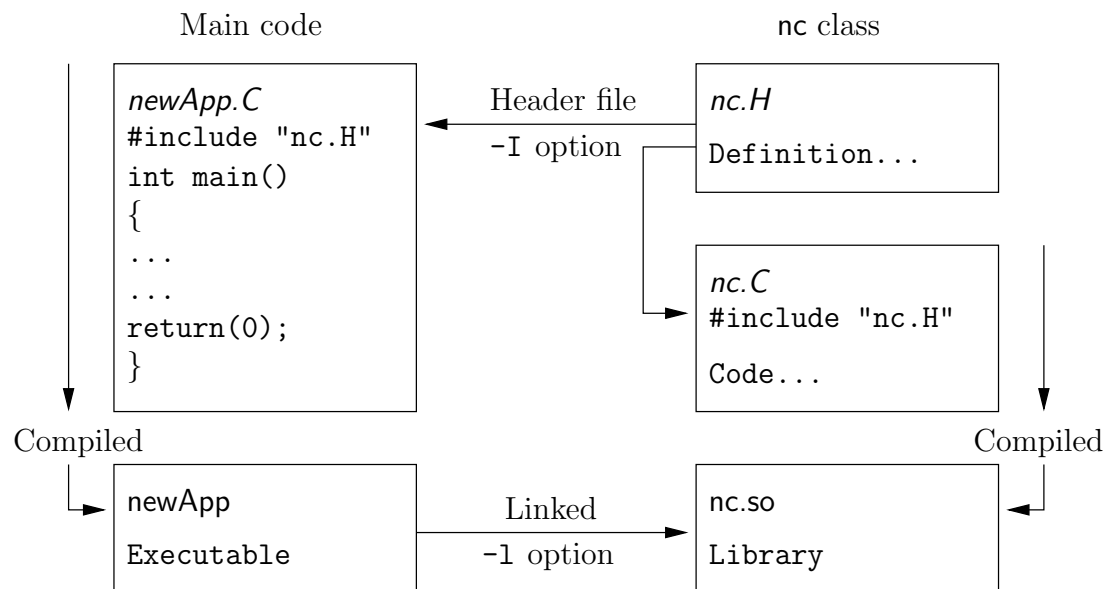 Main code
nc class
newApp.C
#include "nc.H"
int main()
{
...
...
return(0);
}
Header file
-I option
nc.H
Definition...
nc.C
#include "nc.H"
Code...
Compiled
Compiled
newApp
Executable
Linked
-l option
nc.so
Library